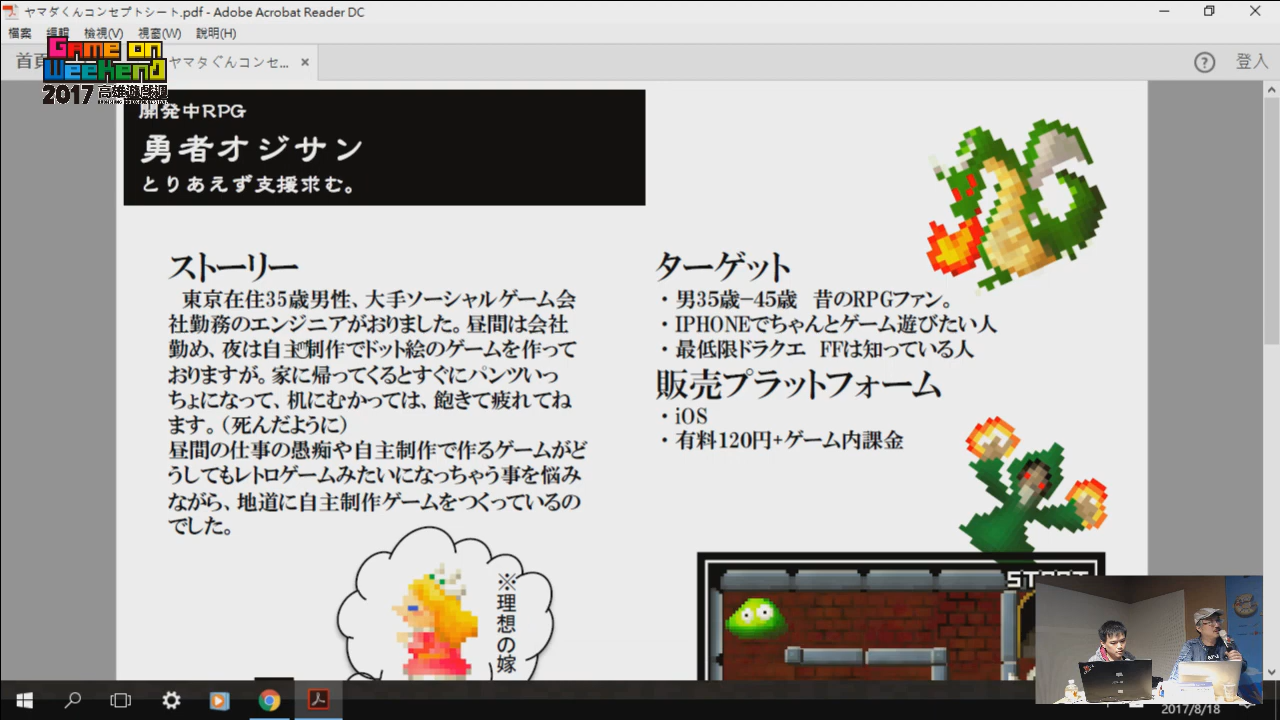 ヤマダくんコンセプトシート.pdf - Adobe Acrobat Reader DC
檔案 編輯 檢視(V) 視窗(W) 說明(H)
首頁
ヤマダくんコンセ...
登入
GAME ON
WEEKEND
2017 高雄遊戲週
開発中RPG
勇者オジサン
とりあえず支援求む。
ストーリー
東京在住35歳男性、大手ソーシャルゲーム会
社勤務のエンジニアがおりました。昼間は会社
勤め、夜は自主制作でドット絵のゲームを作って
おりますが。家に帰ってくるとすぐにパンツいっ
ちょになって、机にむかっては、飽きて疲れてね
ます。(死んだように)
昼間の仕事の愚痴や自主制作で作るゲームがど
うしてもレトロゲームみたいになっちゃう事を悩み
ながら、地道に自主制作ゲームをつくっているの
でした。
※理想の嫁
ターゲット
・男35歳−45歳 昔のRPGファン。
・IPHONEでちゃんとゲーム遊びたい人
・最低限ドラクエ FFは知っている人
販売プラットフォーム
・iOS
・有料120円+ゲーム内課金
START
2017/8/18